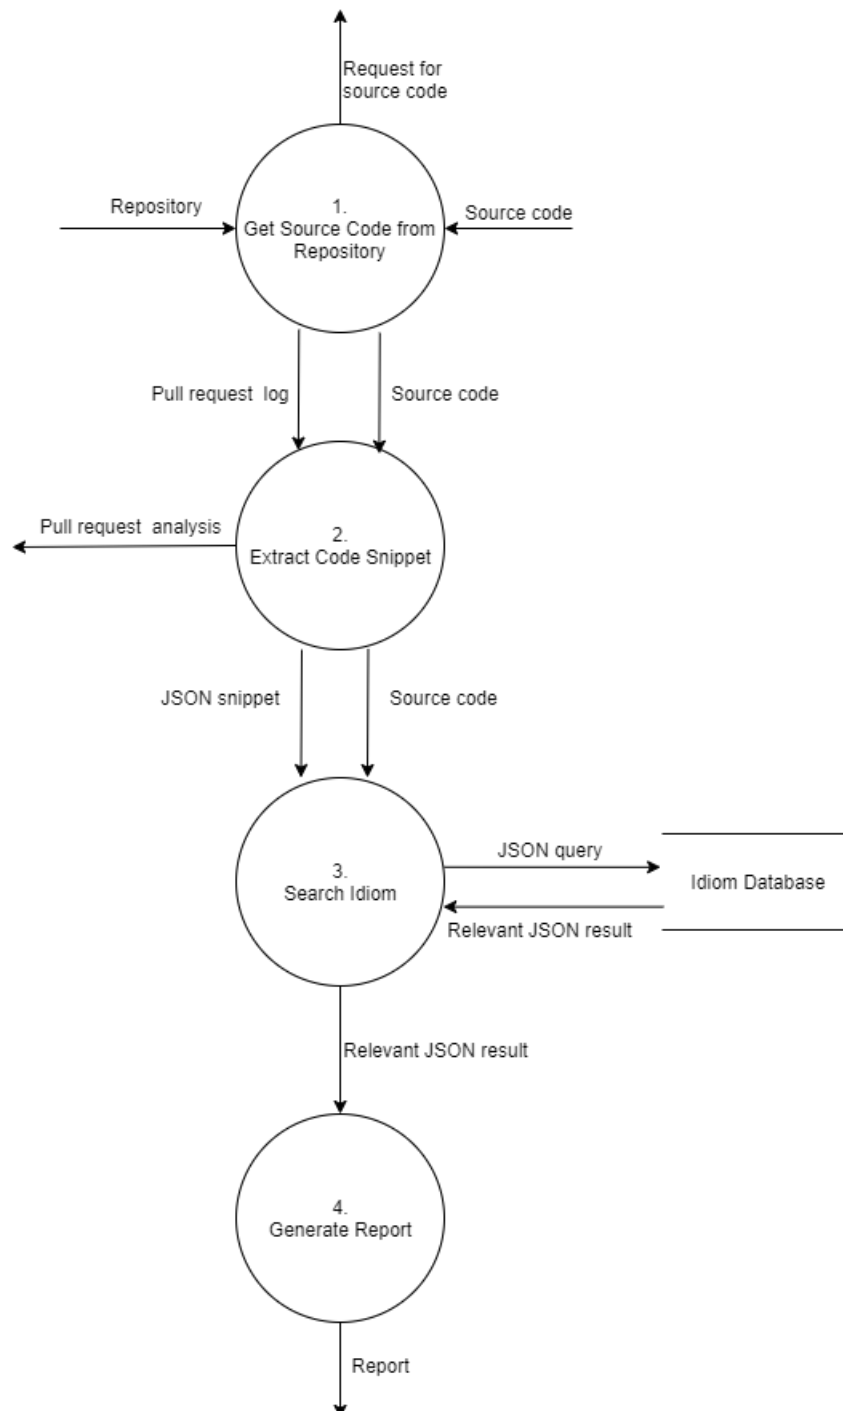 Request for
source code
Repository
1.
Get Source Code from
Repository
Source code
Pull request log
Source code
Pull request analysis
2.
Extract Code Snippet
JSON snippet
Source code
3.
Search Idiom
JSON query
Idiom Database
Relevant JSON result
Relevant JSON result
4.
Generate Report
Report